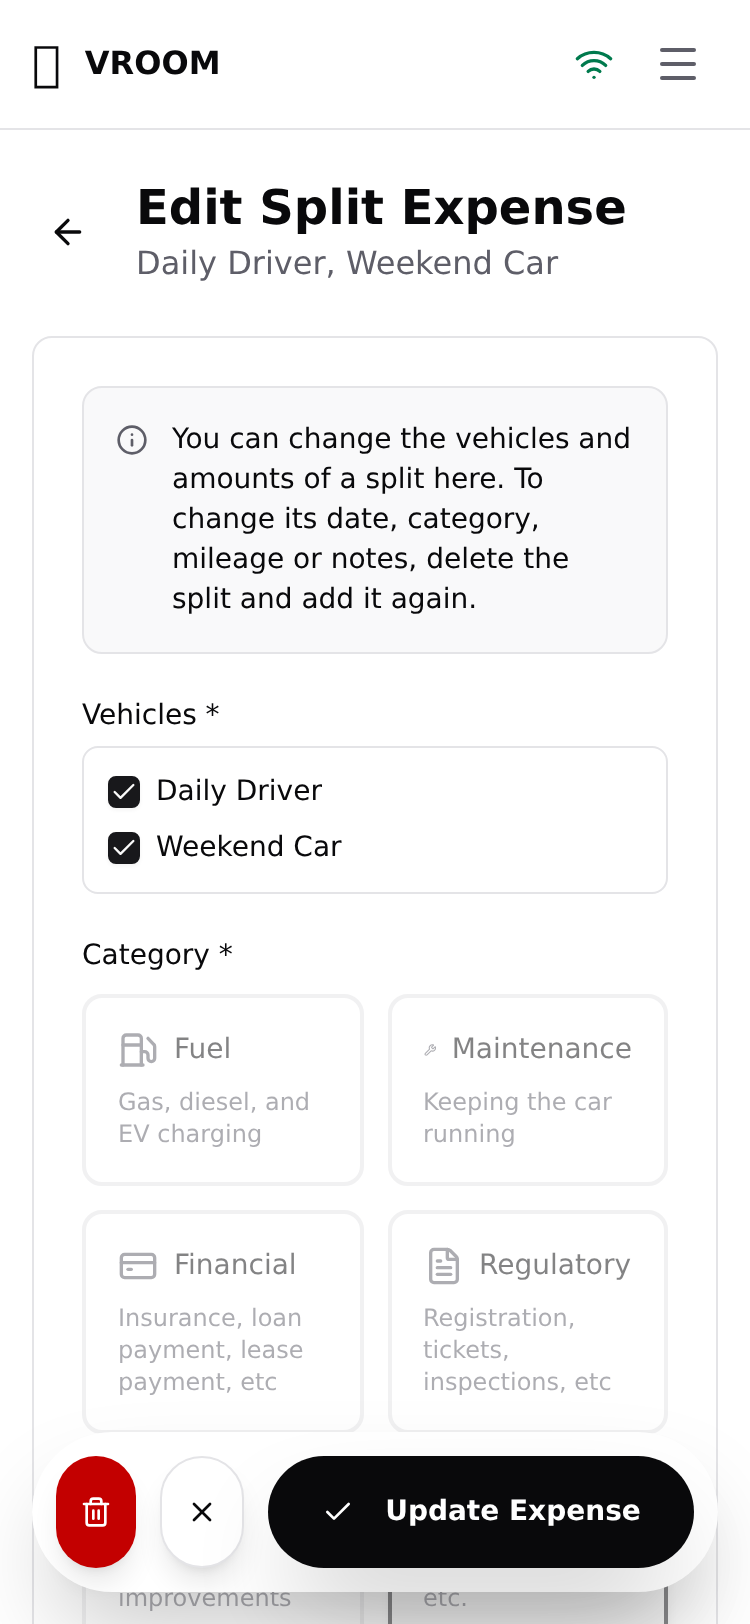 VROOM
Edit Split Expense
Daily Driver, Weekend Car
You can change the vehicles and
amounts of a split here. To
change its date, category,
mileage or notes, delete the
split and add it again.
Vehicles *
Daily Driver
Weekend Car
Category *
Fuel
Gas, diesel, and
EV charging
Maintenance
Keeping the car
running
Financial
Insurance, loan
payment, lease
payment, etc
Regulatory
Registration,
tickets,
inspections, etc
Update Expense
improvements
etc.